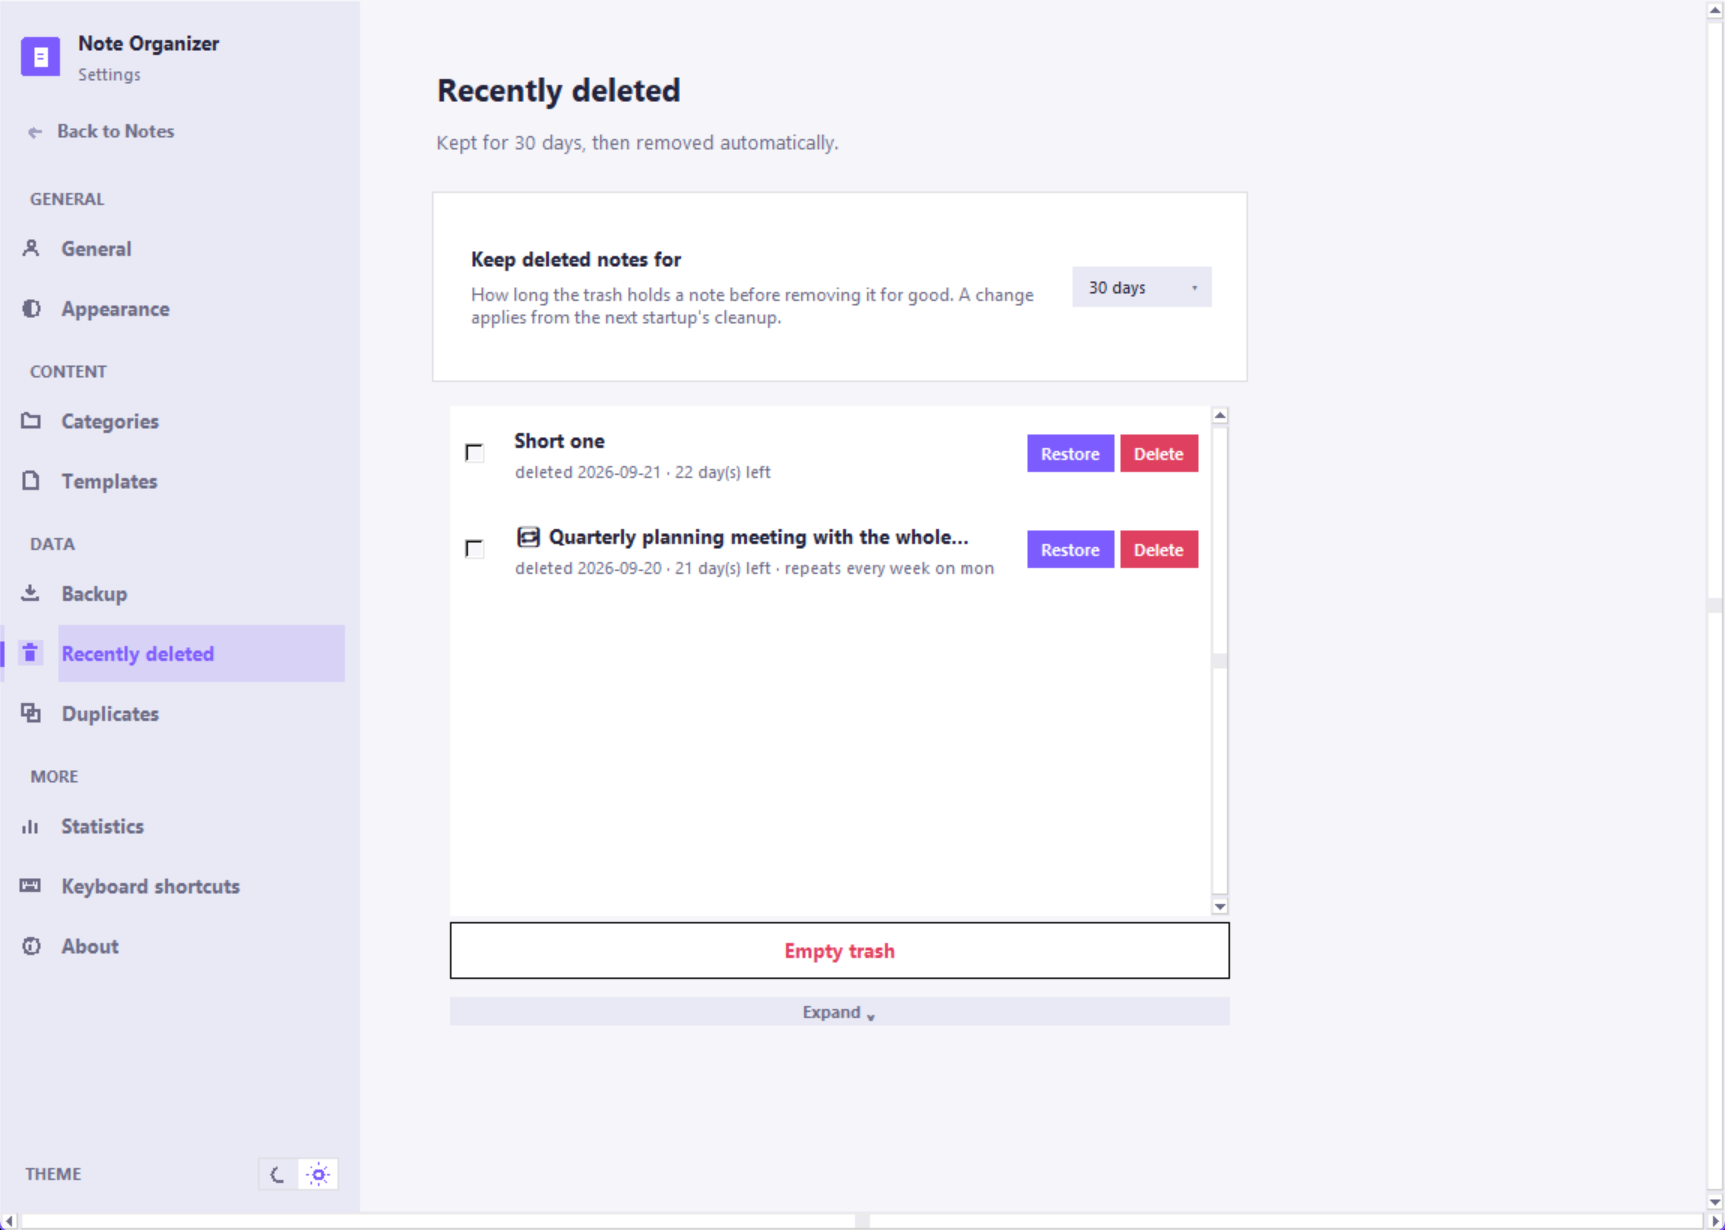 Note Organizer
Settings
Back to Notes
GENERAL
General
Appearance
CONTENT
Categories
Templates
DATA
Backup
Recently deleted
Duplicates
MORE
Statistics
Keyboard shortcuts
About
THEME
Recently deleted
Kept for 30 days, then removed automatically.
Keep deleted notes for
How long the trash holds a note before removing it for good. A change
applies from the next startup's cleanup.
30 days
Short one
deleted 2026-09-21 · 22 day(s) left
Restore
Delete
Quarterly planning meeting with the whole...
deleted 2026-09-20 · 21 day(s) left · repeats every week on mon
Restore
Delete
Empty trash
Expand